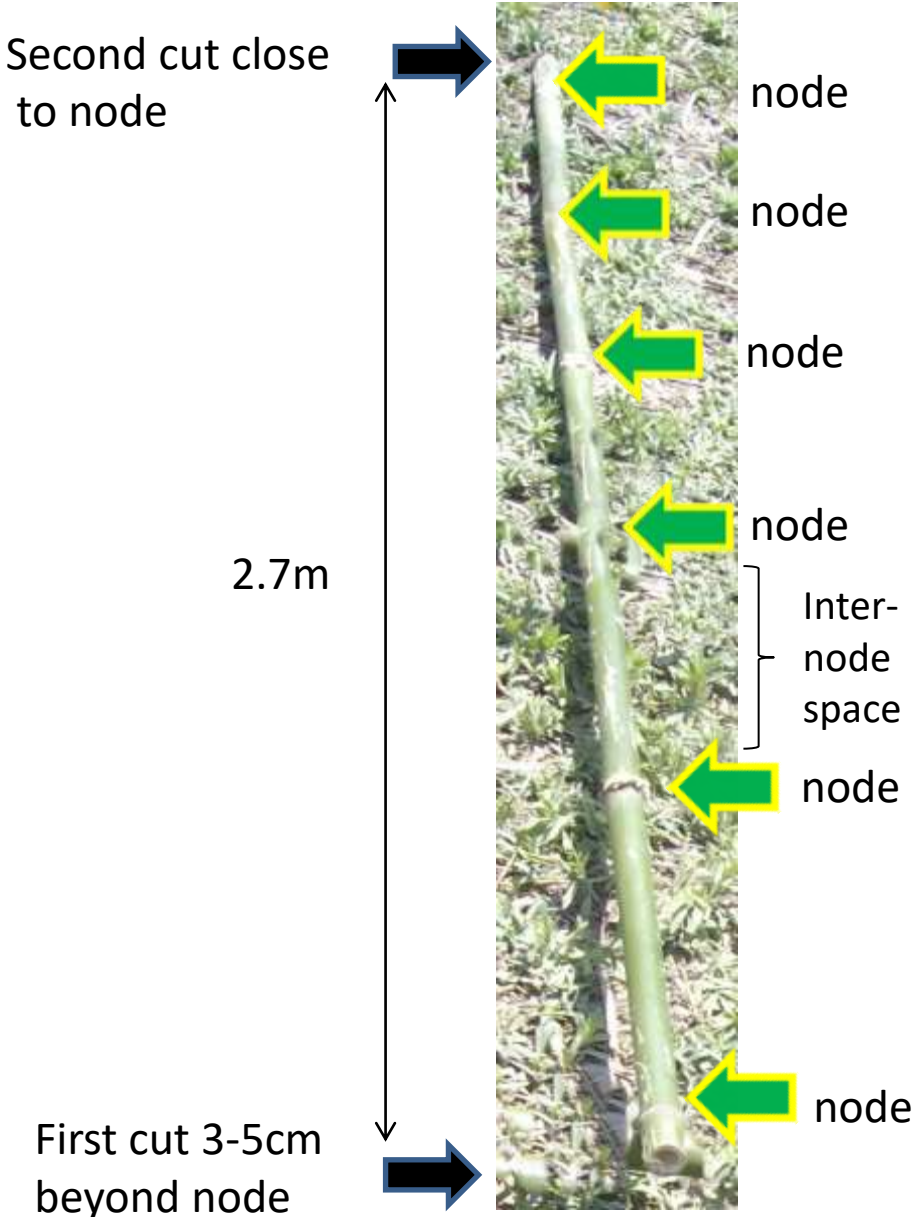 Second cut close
to node
node
node
node
node
2.7m
Inter-
node
space
node
node
First cut 3-5cm
beyond node